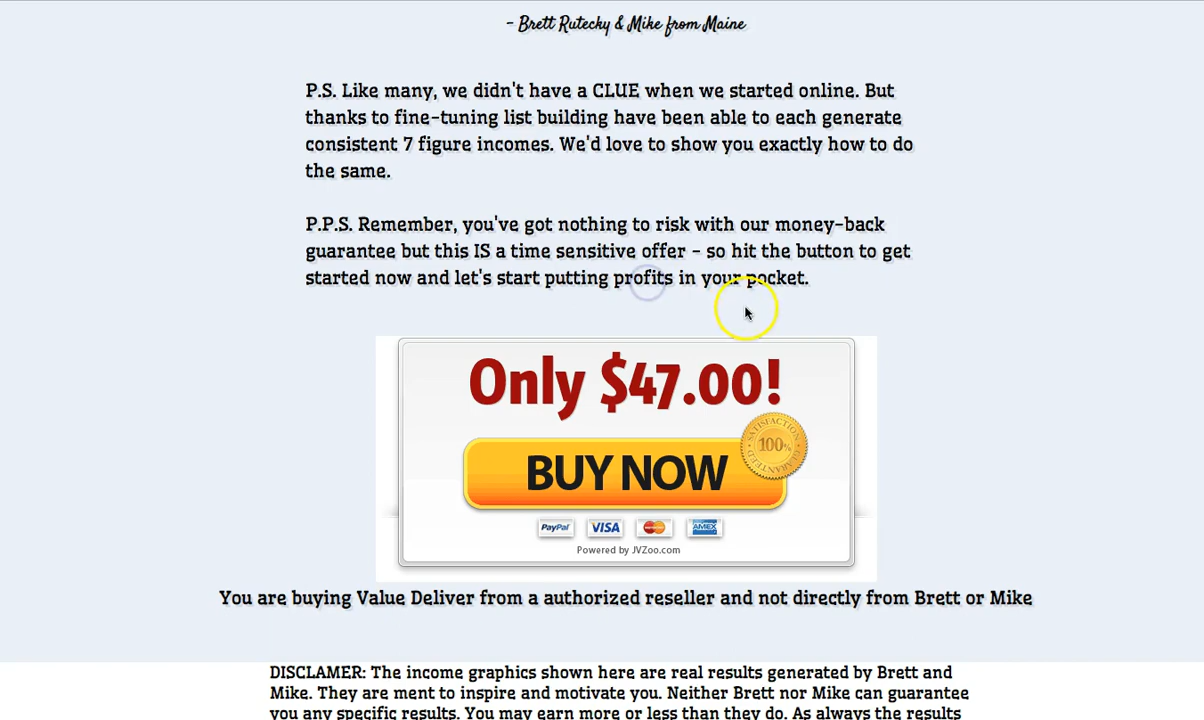 - Brett Rutecky & Mike from Maine
P.S. Like many, we didn't have a CLUE when we started online. But
thanks to fine-tuning list building have been able to each generate
consistent 7 figure incomes. We'd love to show you exactly how to do
the same.
P.P.S. Remember, you've got nothing to risk with our money-back
guarantee but this IS a time sensitive offer - so hit the button to get
started now and let's start putting profits in your pocket.
Only $47.00!
SATISFACTION
100%
GUARANTEED
BUY NOW
PayPal VISA MasterCard AMEX
Powered by JVZoo.com
You are buying Value Deliver from a authorized reseller and not directly from Brett or Mike
DISCLAMER: The income graphics shown here are real results generated by Brett and
Mike. They are ment to inspire and motivate you. Neither Brett nor Mike can guarantee
you any specific results. You may earn more or less than they do. As always the results